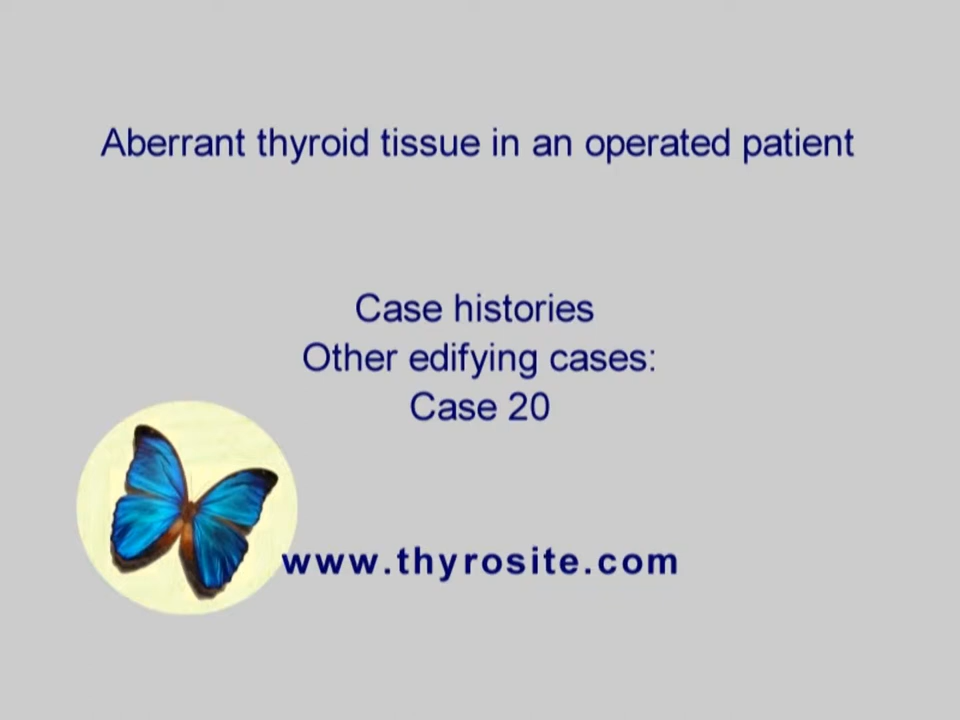 Aberrant thyroid tissue in an operated patient
Case histories
Other edifying cases:
Case 20
www.thyrosite.com